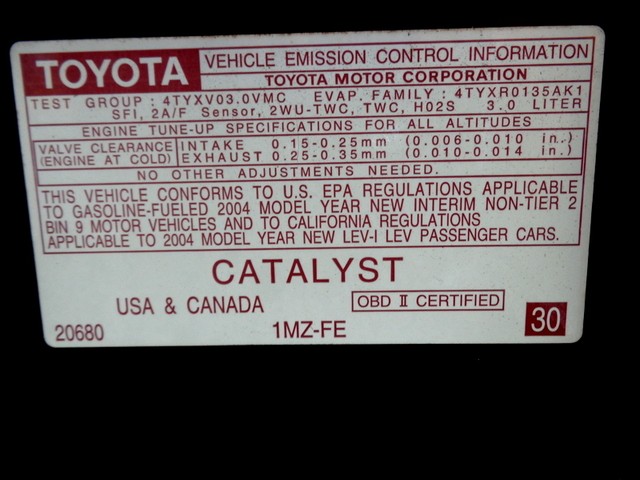 TOYOTA VEHICLE EMISSION CONTROL INFORMATION
TOYOTA MOTOR CORPORATION
TEST GROUP : 4TYXV03.0VMC EVAP. FAMILY : 4TYXR0135AK1
SFI, 2A/F Sensor, 2WU-TWC, TWC, HO2S 3.0 LITER
ENGINE TUNE-UP SPECIFICATIONS FOR ALL ALTITUDES
VALVE CLEARANCE INTAKE 0.15-0.25mm (0.006-0.010 in.)
(ENGINE AT COLD) EXHAUST 0.25-0.35mm (0.010-0.014 in.)
NO OTHER ADJUSTMENTS NEEDED.
THIS VEHICLE CONFORMS TO U.S. EPA REGULATIONS APPLICABLE
TO GASOLINE-FUELED 2004 MODEL YEAR NEW INTERIM NON-TIER 2
BIN 9 MOTOR VEHICLES AND TO CALIFORNIA REGULATIONS
APPLICABLE TO 2004 MODEL YEAR NEW LEV-I LEV PASSENGER CARS.
CATALYST
USA & CANADA OBD II CERTIFIED
20680 1MZ-FE 30